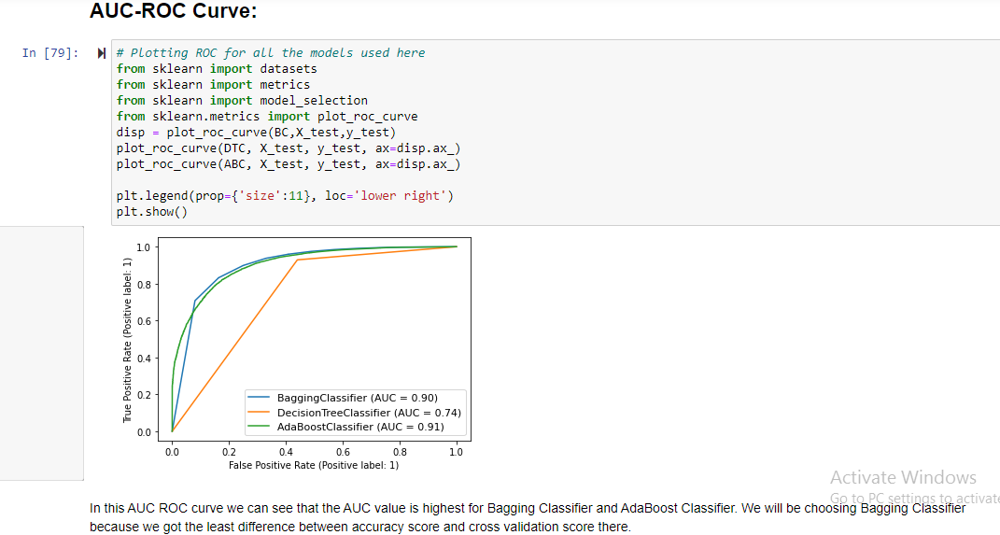 AUC-ROC Curve:
In [79]:
# Plotting ROC for all the models used here
from sklearn import datasets
from sklearn import metrics
from sklearn import model_selection
from sklearn.metrics import plot_roc_curve
disp = plot_roc_curve(BC,X_test,y_test)
plot_roc_curve(DTC, X_test, y_test, ax=disp.ax_)
plot_roc_curve(ABC, X_test, y_test, ax=disp.ax_)
plt.legend(prop={'size':11}, loc='lower right')
plt.show()
True Positive Rate (Positive label: 1)
1.0
0.8
0.6
0.4
0.2
0.0
BaggingClassifier (AUC = 0.90)
DecisionTreeClassifier (AUC = 0.74)
AdaBoostClassifier (AUC = 0.91)
0.0 0.2 0.4 0.6 0.8 1.0
False Positive Rate (Positive label: 1)
Activate Windows
Go to PC settings to activate
In this AUC ROC curve we can see that the AUC value is highest for Bagging Classifier and AdaBoost Classifier. We will be choosing Bagging Classifier
because we got the least difference between accuracy score and cross validation score there.